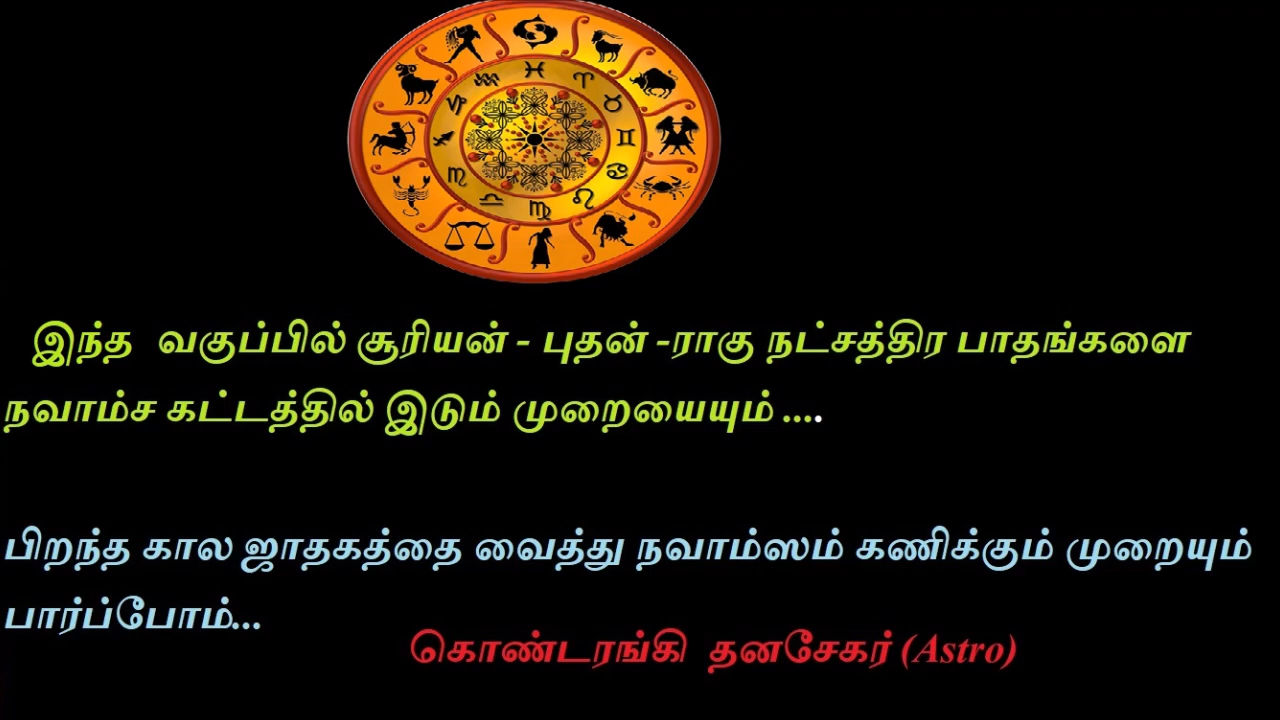 இந்த வகுப்பில் சூரியன் - புதன் -ராகு நட்சத்திர பாதங்களை
நவாம்ச கட்டத்தில் இடும் முறையையும் ....
பிறந்த கால ஜாதகத்தை வைத்து நவாம்ஸம் கணிக்கும் முறையும்
பார்ப்போம்...
கொண்டரங்கி தனசேகர் (Astro)